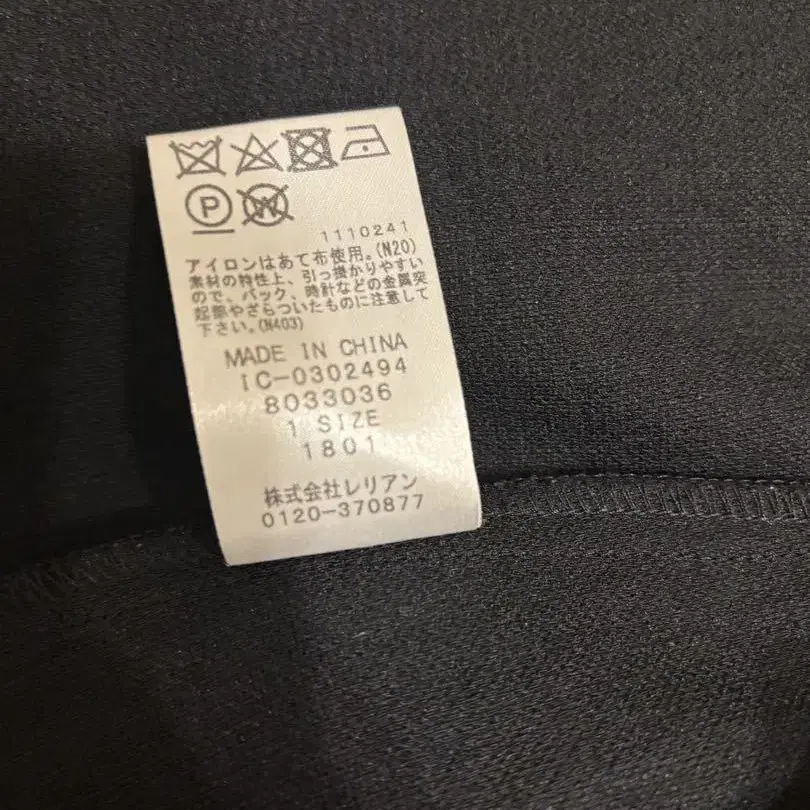 P
W
1110241
アイロンはあて布使用。(N20)
素材の特性上、引っ掛かりやすい
ので、バック、時計などの金属突
起部やざらついたものに注意して
下さい。(N403)
MADE IN CHINA
IC-0302494
8033036
1 SIZE
1801
株式会社レリアン
0120-370877